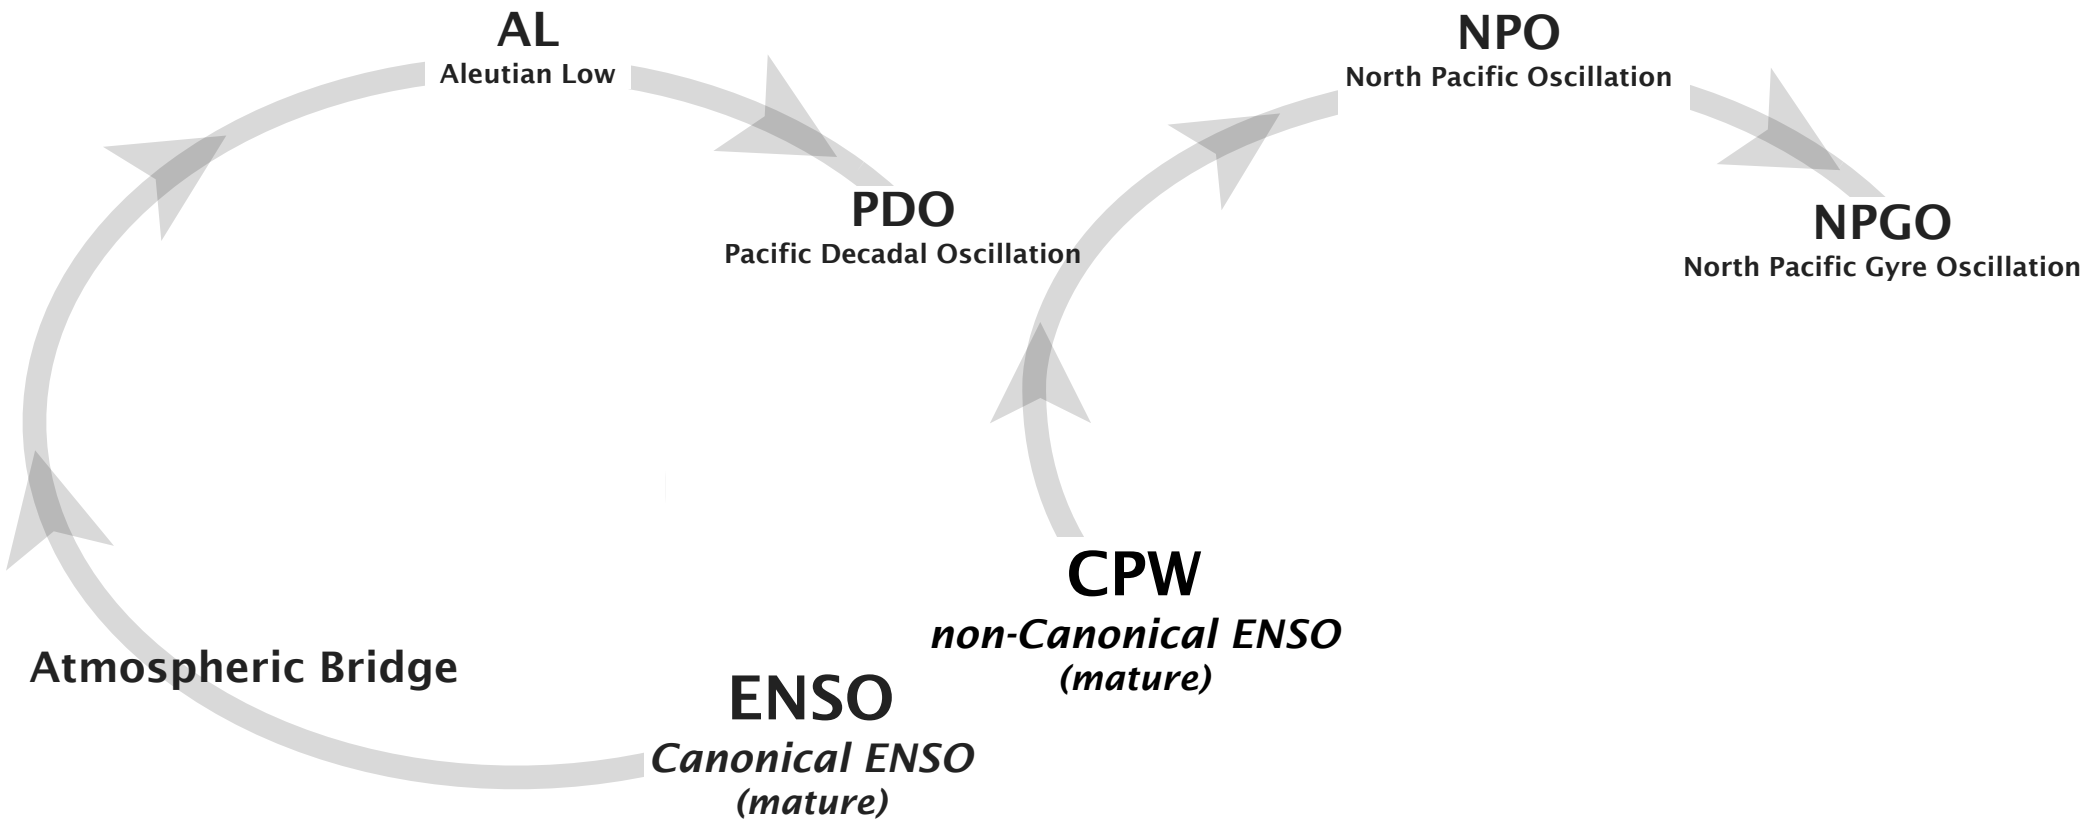 AL
Aleutian Low
PDO
Pacific Decadal Oscillation
Atmospheric Bridge
ENSO
Canonical ENSO
(mature)
NPO
North Pacific Oscillation
NPGO
North Pacific Gyre Oscillation
CPW
non-Canonical ENSO
(mature)